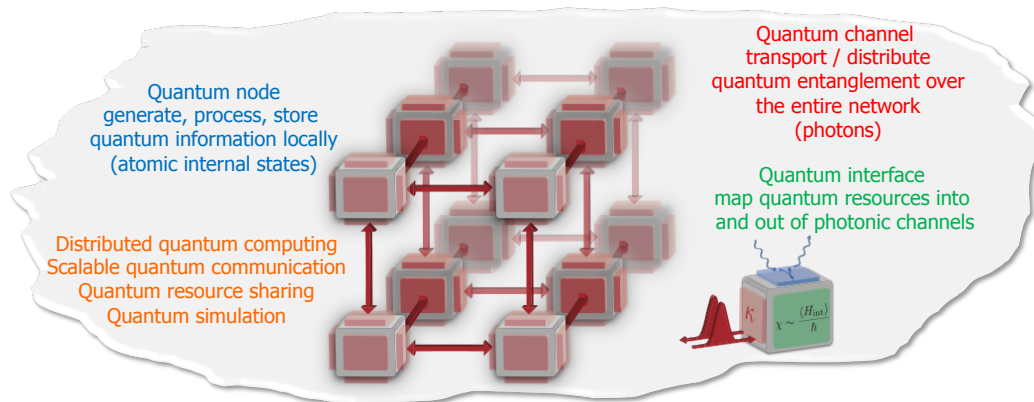 Quantum node
generate, process, store
quantum information locally
(atomic internal states)
Distributed quantum computing
Scalable quantum communication
Quantum resource sharing
Quantum simulation
Quantum channel
transport / distribute
quantum entanglement over
the entire network
(photons)
Quantum interface
map quantum resources into
and out of photonic channels
γ
κ
χ ~ ⟨H_int⟩/ħ